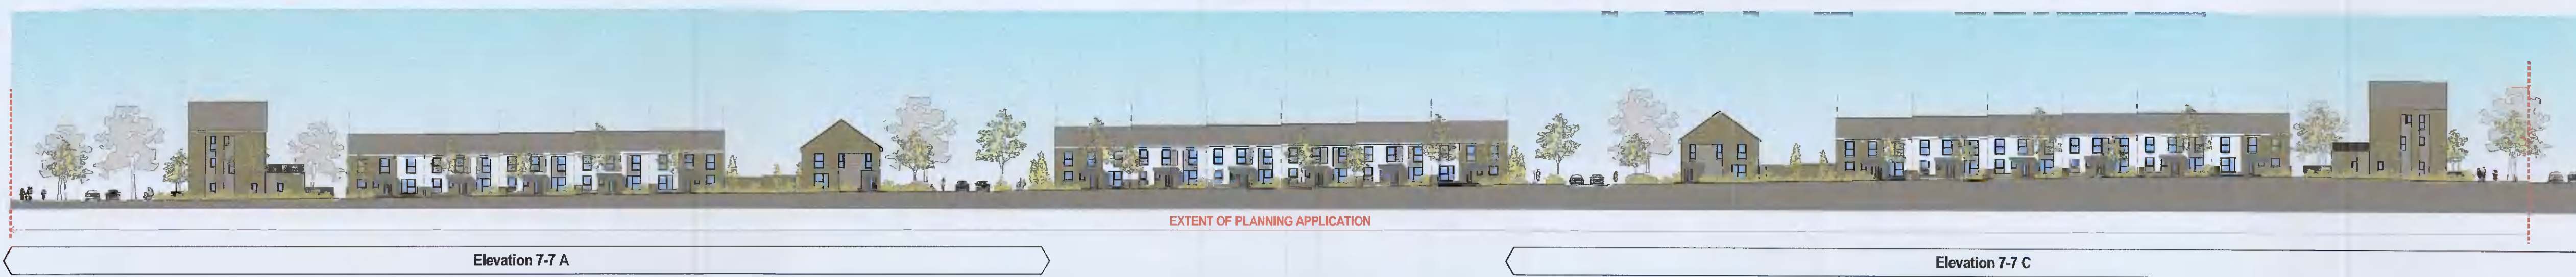 EXTENT OF PLANNING APPLICATION
Elevation 7-7 A
Elevation 7-7 C